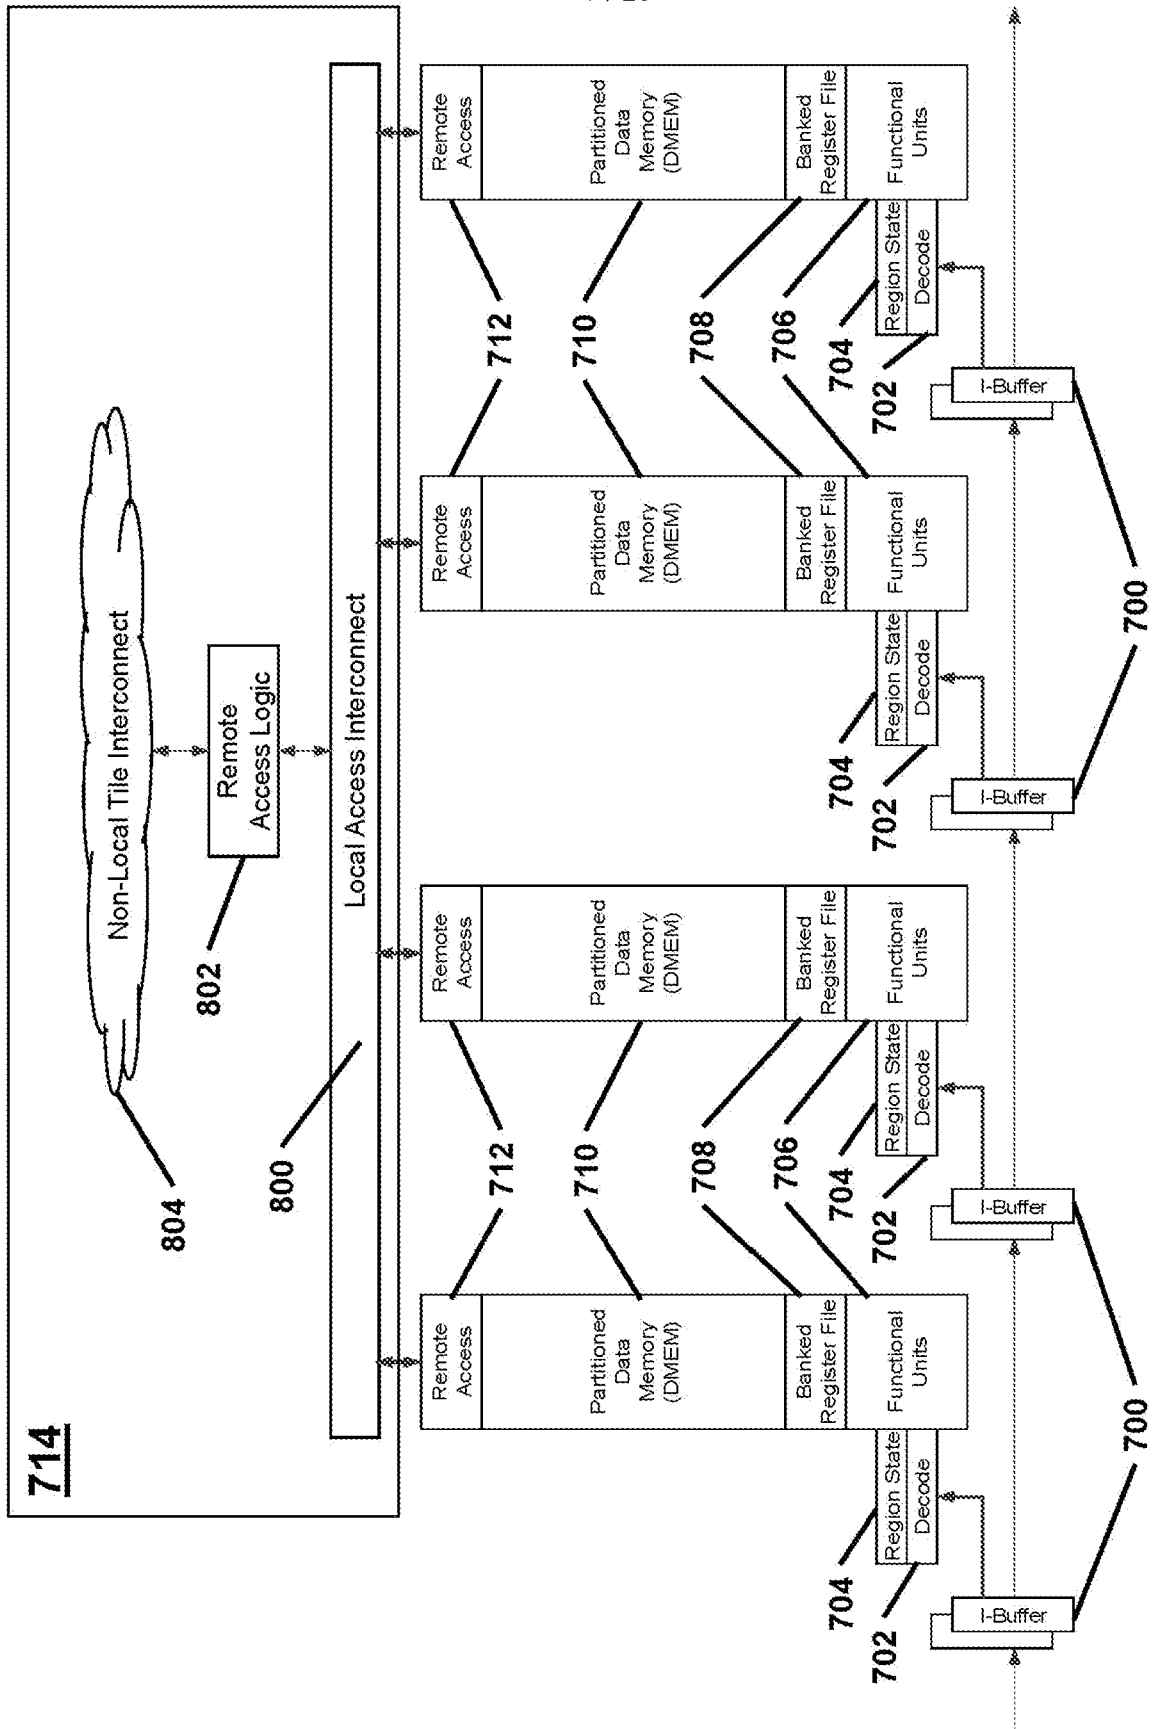 714
Non-Local Tile Interconnect
804
802
Remote
Access Logic
800
Local Access Interconnect
Remote
Access
Remote
Access
Remote
Access
Remote
Access
712
712
Partitioned
Data
Memory
(DMEM)
Partitioned
Data
Memory
(DMEM)
Partitioned
Data
Memory
(DMEM)
Partitioned
Data
Memory
(DMEM)
710
710
708
708
Banked
Register File
Banked
Register File
Banked
Register File
Banked
Register File
706
706
Functional
Units
Functional
Units
Functional
Units
Functional
Units
704
704
704
704
Region State
Region State
Region State
Region State
702
702
702
702
Decode
Decode
Decode
Decode
I-Buffer
I-Buffer
I-Buffer
I-Buffer
700
700